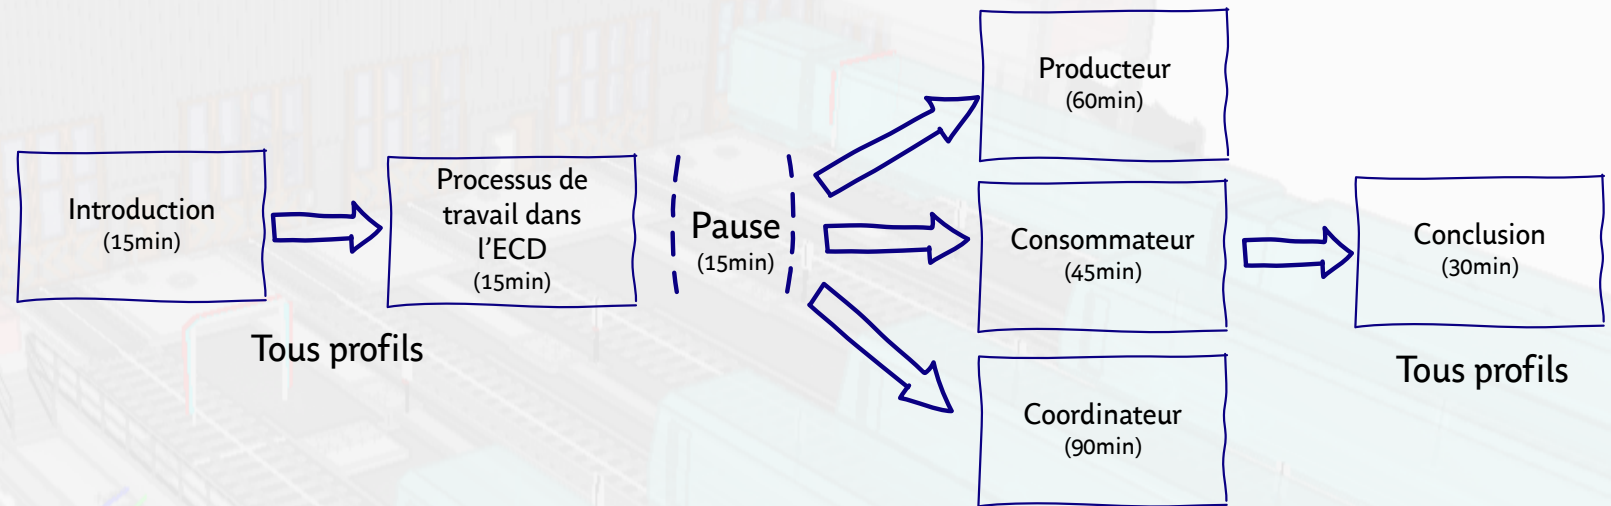 Introduction
(15min)
Processus de
travail dans
l’ECD
(15min)
Tous profils
Pause
(15min)
Producteur
(60min)
Consommateur
(45min)
Coordinateur
(90min)
Conclusion
(30min)
Tous profils